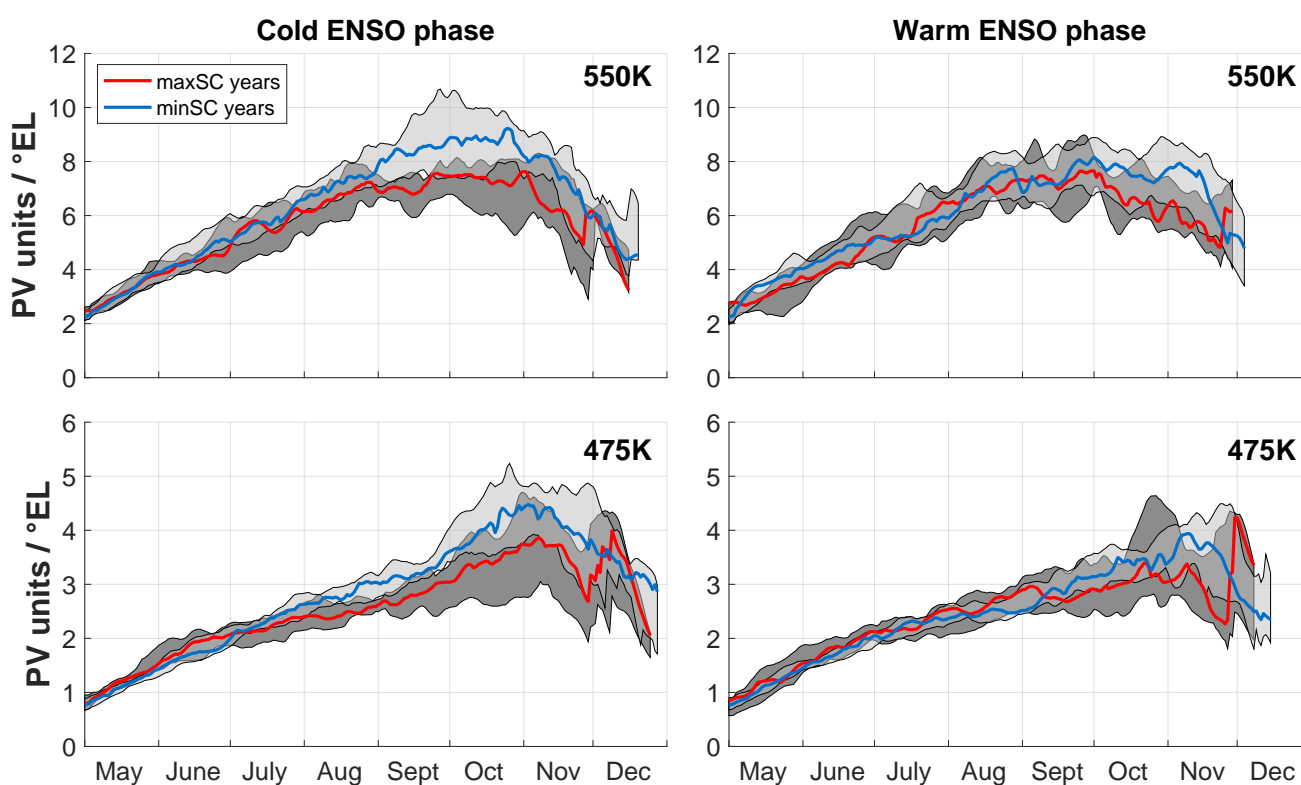 Cold ENSO phase
Warm ENSO phase
12
10
8
6
4
2
0
PV units / °EL
maxSC years
minSC years
550K
12
10
8
6
4
2
0
550K
6
5
4
3
2
1
0
PV units / °EL
475K
May June July Aug Sept Oct Nov Dec
6
5
4
3
2
1
0
475K
May June July Aug Sept Oct Nov Dec